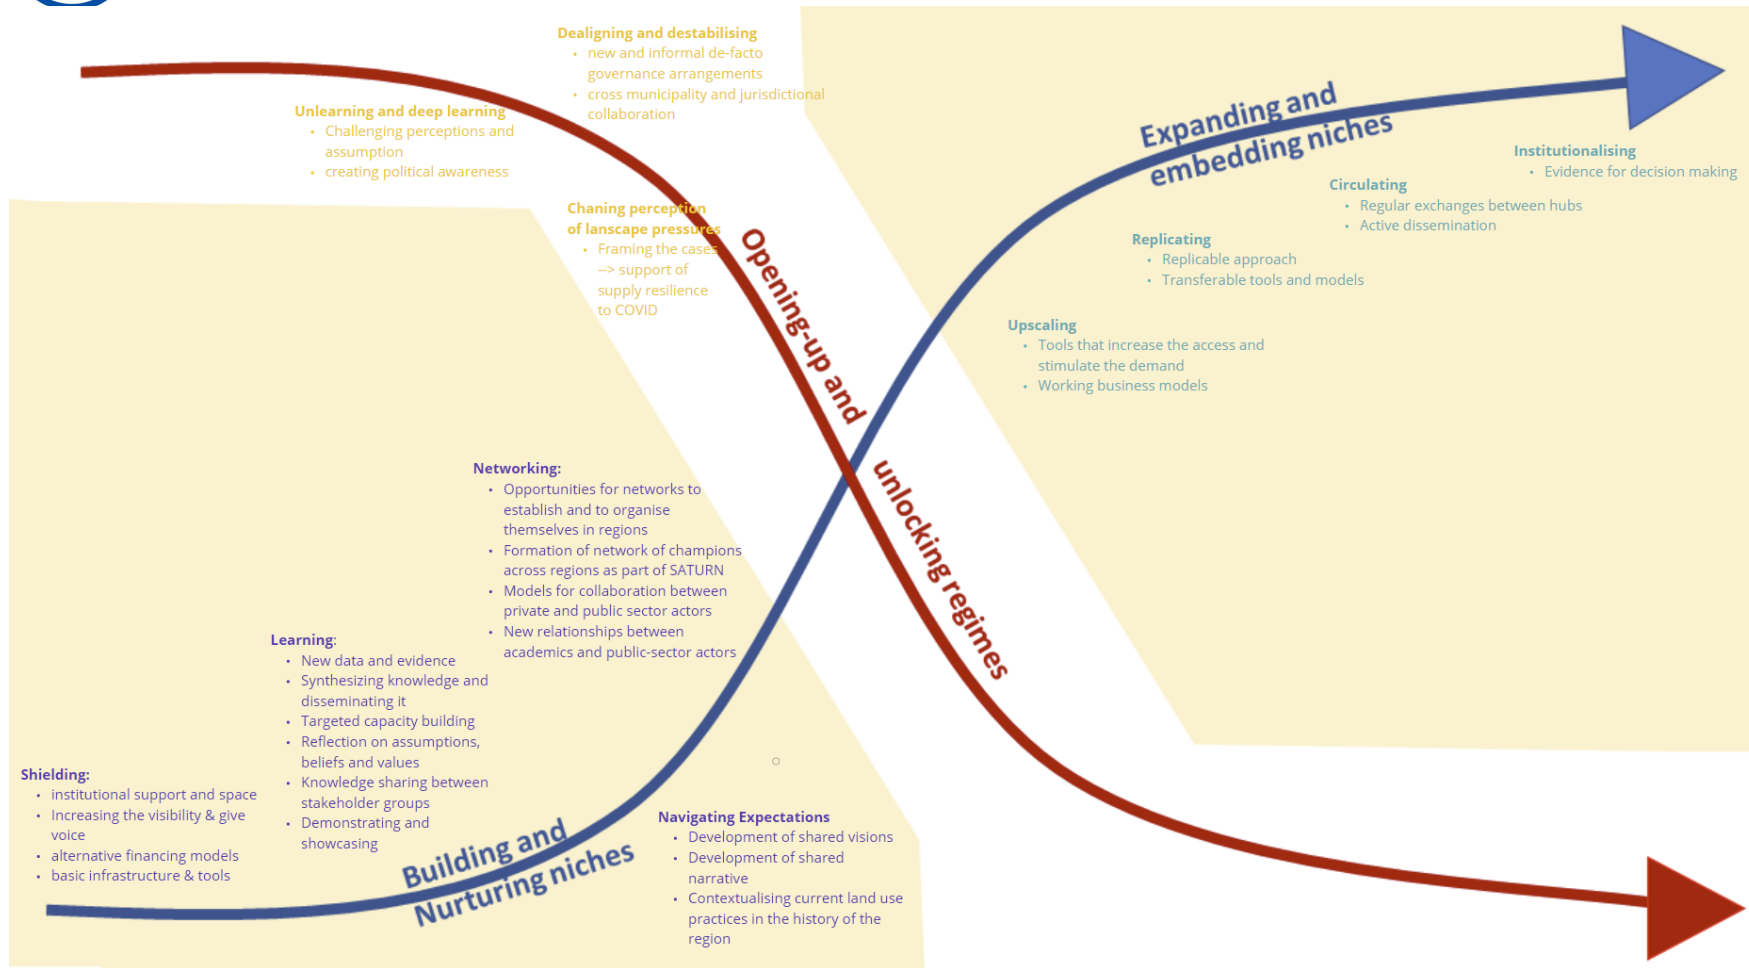 Dealigning and destabilising
• new and informal de-facto
governance arrangements
• cross municipality and jurisdictional
collaboration
Unlearning and deep learning
• Challenging perceptions and
assumption
• creating political awareness
Chaning perception
of lanscape pressures
• Framing the cases
--> support of
supply resilience
to COVID
Opening-up and
unlocking regimes
Expanding and
embedding niches
Institutionalising
• Evidence for decision making
Circulating
• Regular exchanges between hubs
• Active dissemination
Replicating
• Replicable approach
• Transferable tools and models
Upscaling
• Tools that increase the access and
stimulate the demand
• Working business models
Networking:
• Opportunities for networks to
establish and to organise
themselves in regions
• Formation of network of champions
across regions as part of SATURN
• Models for collaboration between
private and public sector actors
• New relationships between
academics and public-sector actors
Learning:
• New data and evidence
• Synthesizing knowledge and
disseminating it
• Targeted capacity building
• Reflection on assumptions,
beliefs and values
• Knowledge sharing between
stakeholder groups
• Demonstrating and
showcasing
Shielding:
• institutional support and space
• Increasing the visibility & give
voice
• alternative financing models
• basic infrastructure & tools
Building and
Nurturing niches
Navigating Expectations
• Development of shared visions
• Development of shared
narrative
• Contextualising current land use
practices in the history of the
region